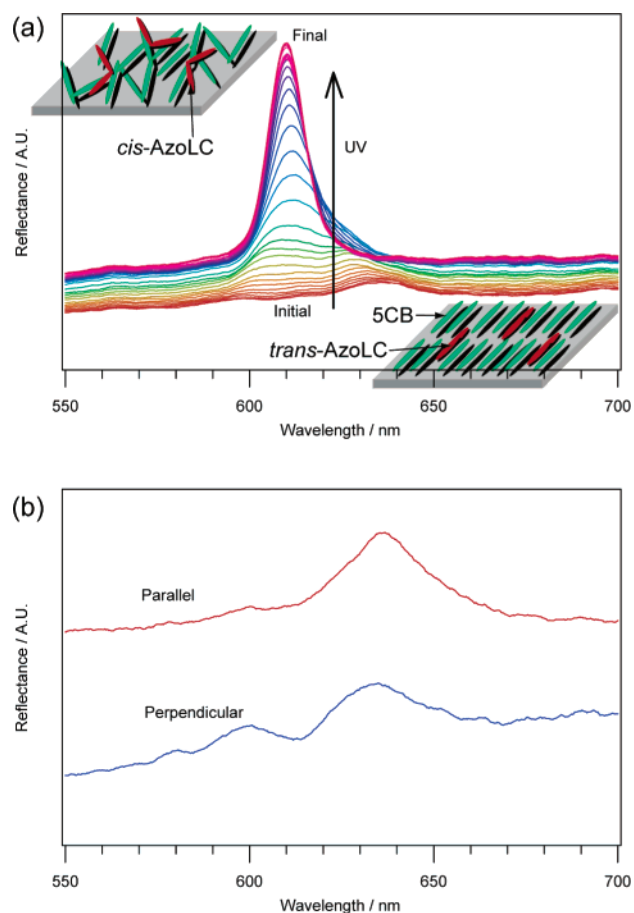 (a)
Final
cis-AzoLC
UV
Reflectance / A.U.
Initial
5CB
trans-AzoLC
550 600 650 700
Wavelength / nm
(b)
Parallel
Reflectance / A.U.
Perpendicular
550 600 650 700
Wavelength / nm